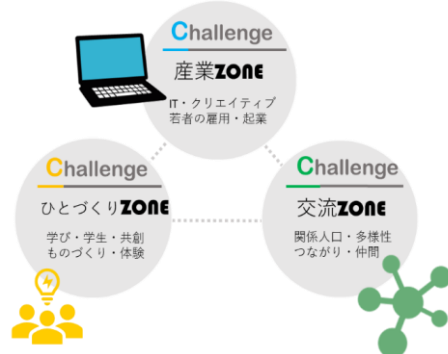 Challenge
産業ZONE
IT・クリエイティブ
若者の雇用・起業
Challenge
ひとづくりZONE
学び・学生・共創
ものづくり・体験
Challenge
交流ZONE
関係人口・多様性
つながり・仲間